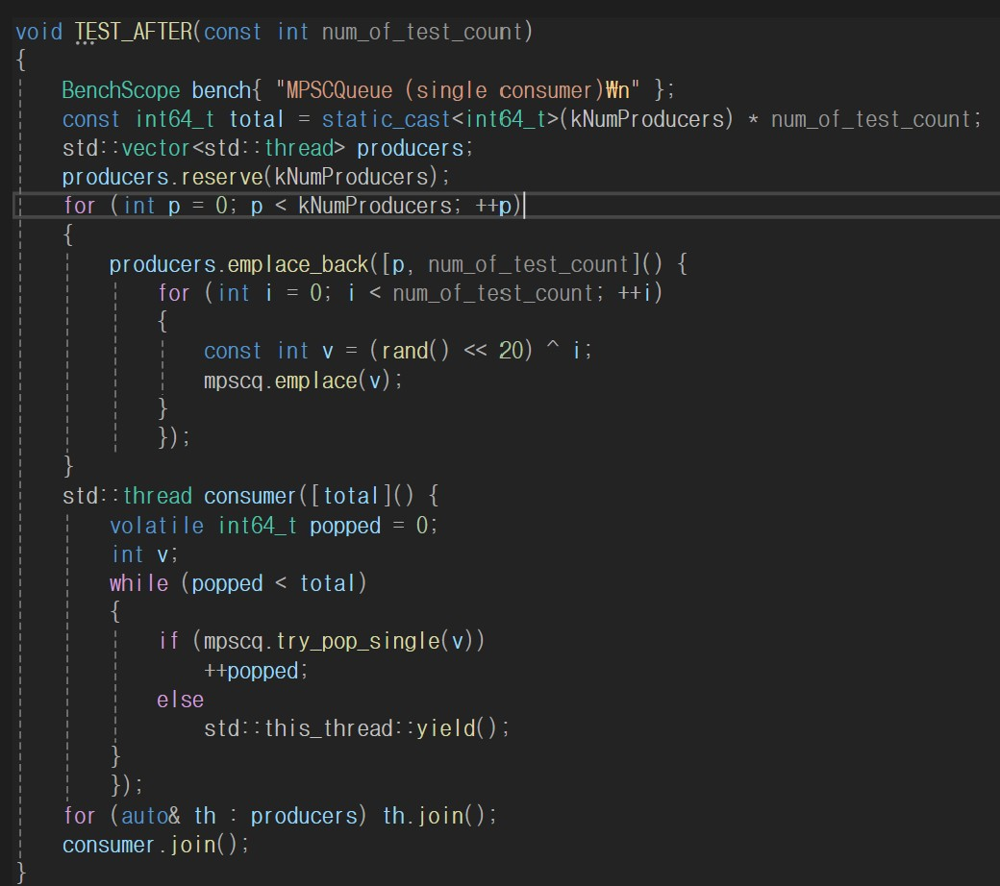 void TEST_AFTER(const int num_of_test_count)
{
    BenchScope bench{ "MPSCQueue (single consumer)₩n" };
    const int64_t total = static_cast<int64_t>(kNumProducers) * num_of_test_count;
    std::vector<std::thread> producers;
    producers.reserve(kNumProducers);
    for (int p = 0; p < kNumProducers; ++p)
    {
        producers.emplace_back([p, num_of_test_count]() {
            for (int i = 0; i < num_of_test_count; ++i)
            {
                const int v = (rand() << 20) ^ i;
                mpscq.emplace(v);
            }
            });
    }
    std::thread consumer([total]() {
        volatile int64_t popped = 0;
        int v;
        while (popped < total)
        {
            if (mpscq.try_pop_single(v))
                ++popped;
            else
                std::this_thread::yield();
        }
        });
    for (auto& th : producers) th.join();
    consumer.join();
}